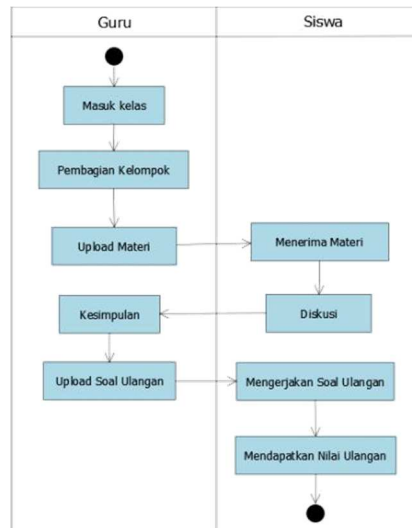 Guru
Siswa
Masuk kelas
Pembagian Kelompok
Upload Materi
Menerima Materi
Diskusi
Kesimpulan
Upload Soal Ulangan
Mengerjakan Soal Ulangan
Mendapatkan Nilai Ulangan